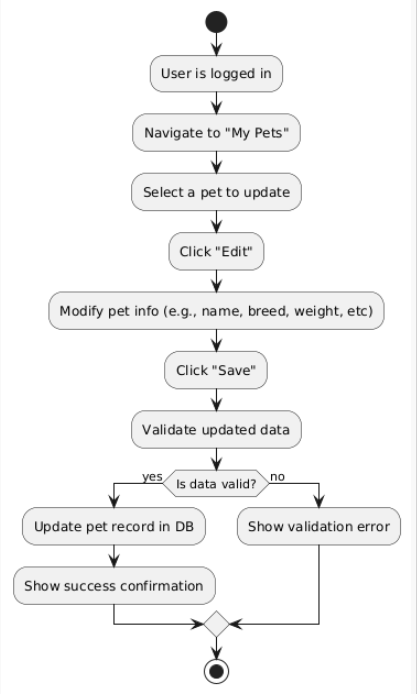 User is logged in
Navigate to "My Pets"
Select a pet to update
Click "Edit"
Modify pet info (e.g., name, breed, weight, etc)
Click "Save"
Validate updated data
Is data valid?
yes
no
Update pet record in DB
Show validation error
Show success confirmation